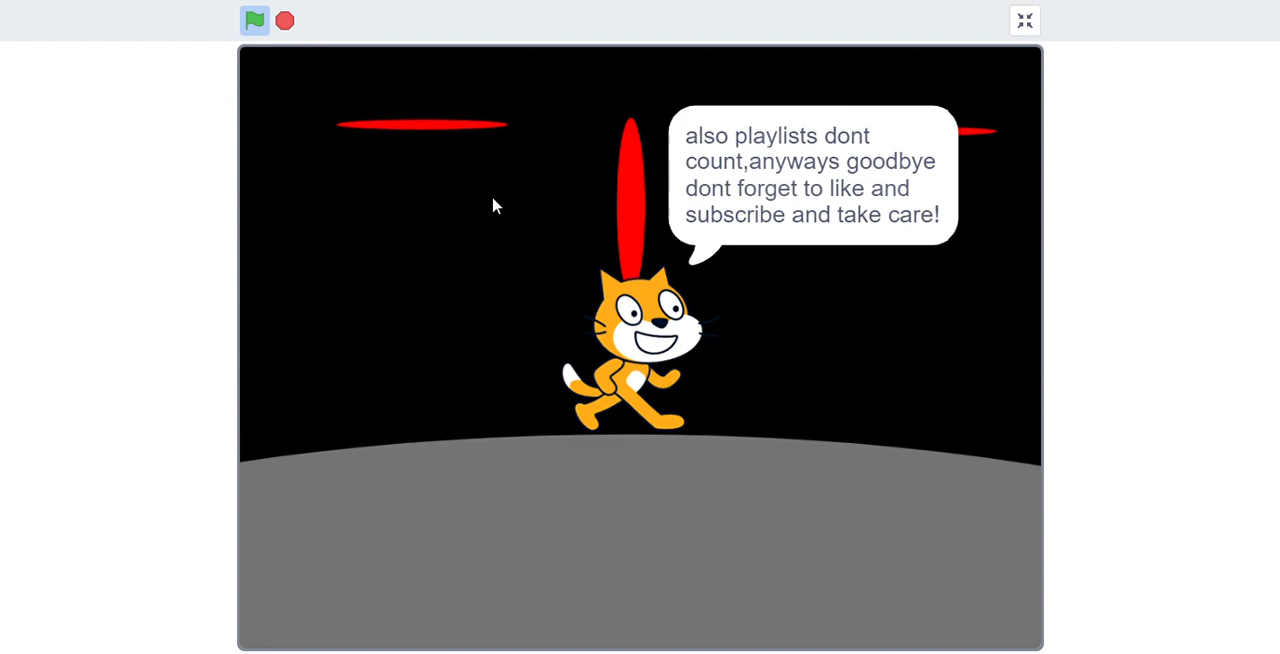 also playlists dont
count,anyways goodbye
dont forget to like and
subscribe and take care!